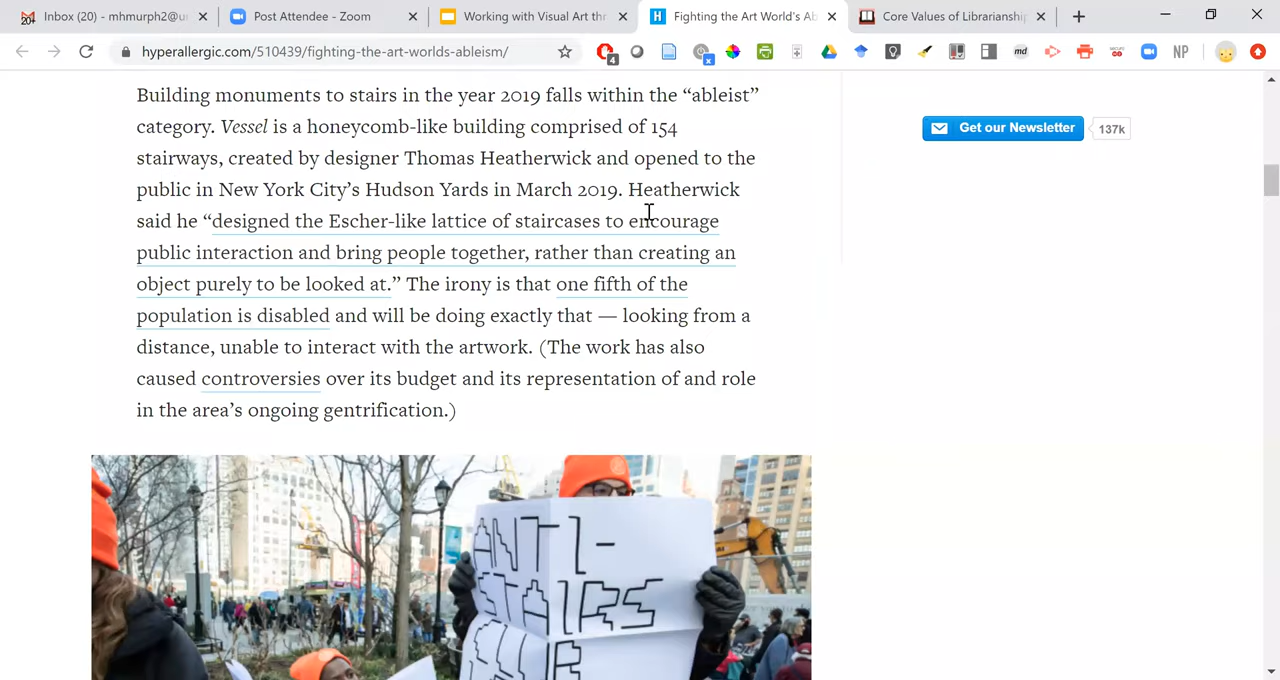 Inbox (20) - mhmurph2@u
Post Attendee - Zoom
Working with Visual Art thr
Fighting the Art World's Ab
Core Values of Librarianship
hyperallergic.com/510439/fighting-the-art-worlds-ableism/
4
x
md
NP
Building monuments to stairs in the year 2019 falls within the “ableist”
category. Vessel is a honeycomb-like building comprised of 154
stairways, created by designer Thomas Heatherwick and opened to the
public in New York City’s Hudson Yards in March 2019. Heatherwick
said he “designed the Escher-like lattice of staircases to encourage
public interaction and bring people together, rather than creating an
object purely to be looked at.” The irony is that one fifth of the
population is disabled and will be doing exactly that — looking from a
distance, unable to interact with the artwork. (The work has also
caused controversies over its budget and its representation of and role
in the area’s ongoing gentrification.)
Get our Newsletter
137k
ANTI-
STAIRS